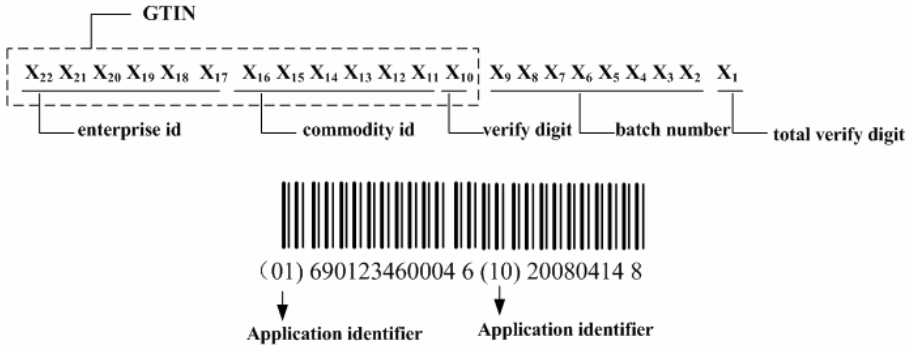 GTIN
X22 X21 X20 X19 X18 X17 X16 X15 X14 X13 X12 X11 X10 X9 X8 X7 X6 X5 X4 X3 X2 X1
enterprise id commodity id verify digit batch number total verify digit
(01) 690123460004 6 (10) 20080414 8
Application identifier Application identifier